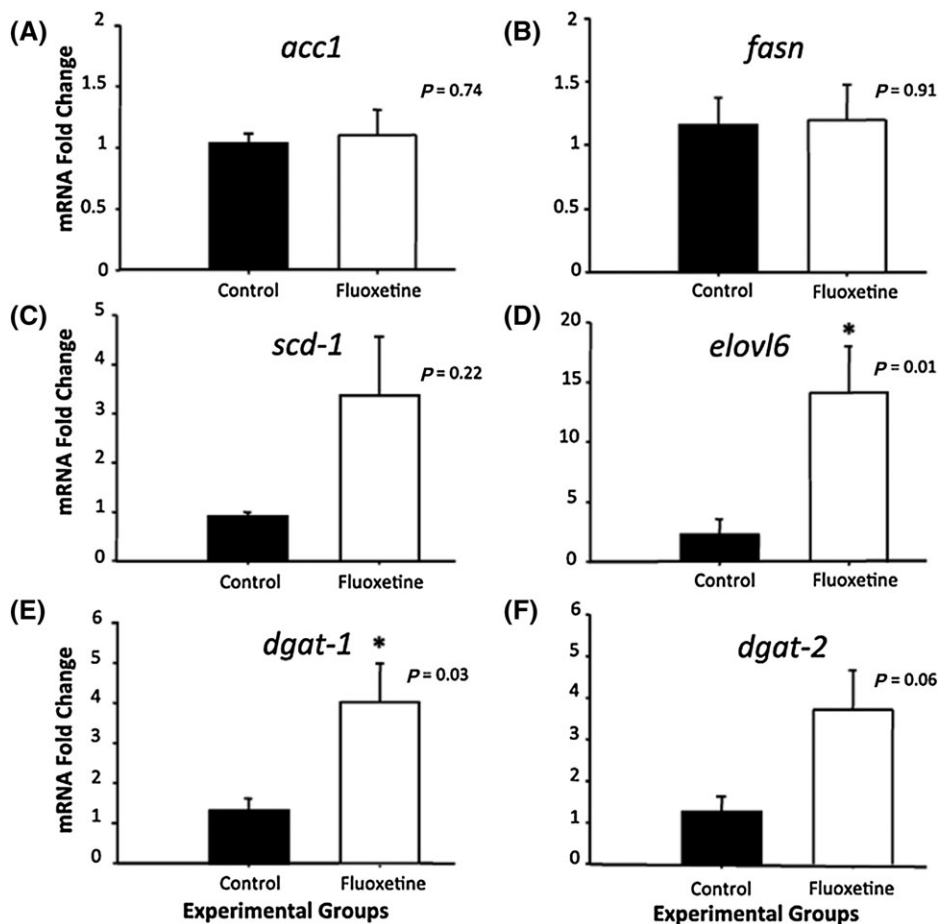 (A)
acc1
P = 0.74
mRNA Fold Change
2
1.5
1
0.5
0
Control Fluoxetine
(B)
fasn
P = 0.91
2
1.5
1
0.5
0
Control Fluoxetine
(C)
scd-1
P = 0.22
mRNA Fold Change
5
4
3
2
1
0
Control Fluoxetine
(D)
elovl6
*
P = 0.01
20
15
10
5
0
Control Fluoxetine
(E)
dgat-1
*
P = 0.03
mRNA Fold Change
6
5
4
3
2
1
0
Control Fluoxetine
Experimental Groups
(F)
dgat-2
P = 0.06
6
5
4
3
2
1
0
Control Fluoxetine
Experimental Groups